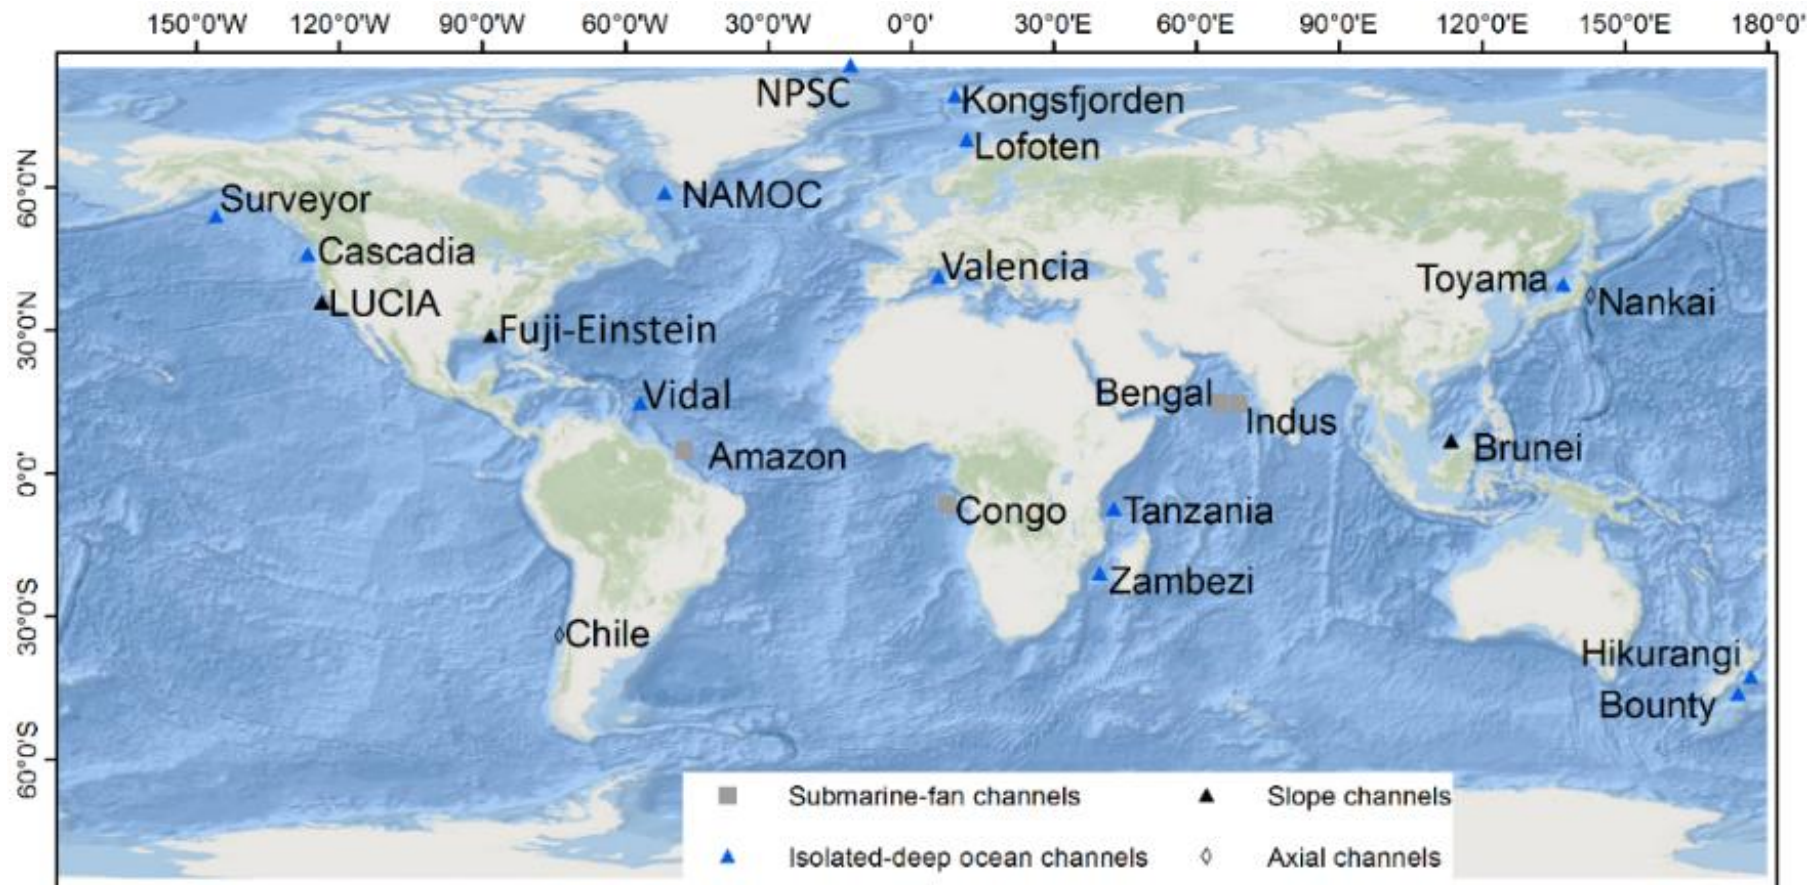 150°0'W 120°0'W 90°0'W 60°0'W 30°0'W 0°0' 30°0'E 60°0'E 90°0'E 120°0'E 150°0'E 180°0'
NPSC
Kongsfjorden
Lofoten
60°0'N
Surveyor
NAMOC
Cascadia
Valencia
Toyama
LUCIA
Nankai
30°0'N
Fuji-Einstein
Vidal
Bengal
Indus
Brunei
Amazon
0°0'
Congo
Tanzania
Zambezi
30°0'S
Chile
Hikurangi
Bounty
60°0'S
Submarine-fan channels
Slope channels
Isolated-deep ocean channels
Axial channels